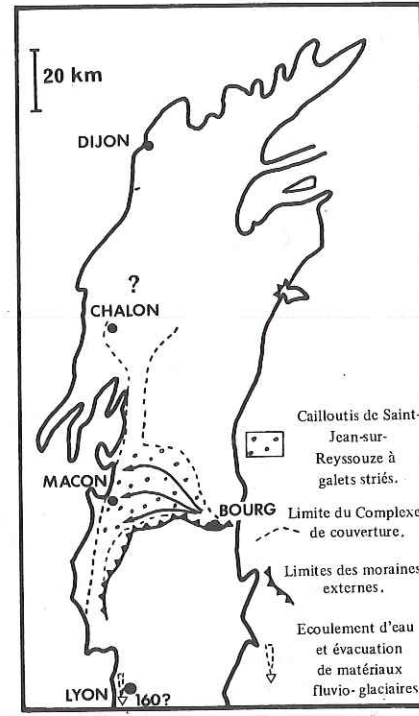 20 km
DIJON
?
CHALON
MACON
BOURG
LYON
160?
Cailloutis de Saint-
Jean-sur-
Reyssouze à
galets striés.
Limite du Complexe
de couverture.
Limites des moraines
externes.
Ecoulement d'eau
et évacuation
de matériaux
fluvio-glaciaires